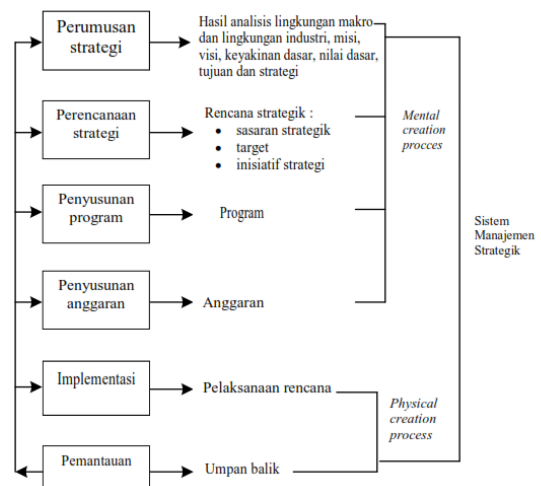 Perumusan
strategi
Hasil analisis lingkungan makro
dan lingkungan industri, misi,
visi, keyakinan dasar, nilai dasar,
tujuan dan strategi
Perencanaan
strategi
Rencana strategik :
• sasaran strategik
• target
• inisiatif strategi
Mental
creation
procces
Penyusunan
program
Program
Sistem
Manajemen
Strategik
Penyusunan
anggaran
Anggaran
Implementasi
Pelaksanaan rencana
Physical
creation
process
Pemantauan
Umpan balik